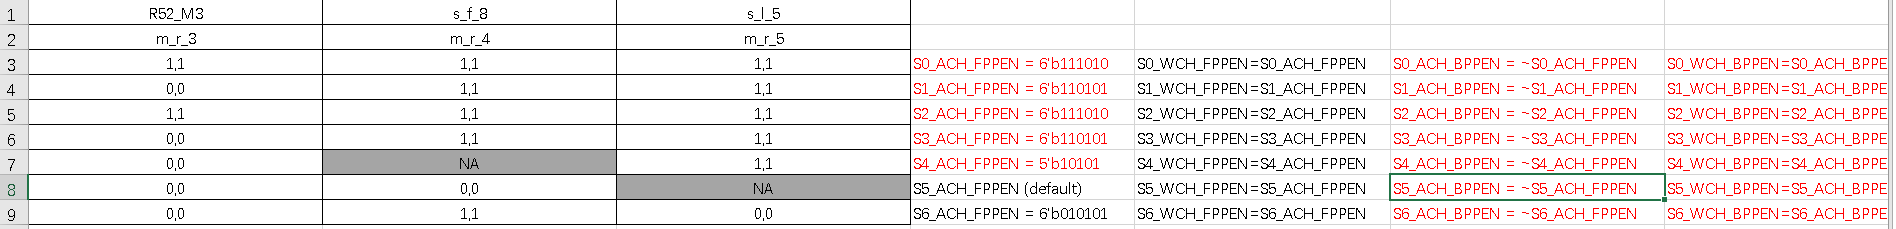 1 R52_M3 s_f_8 s_l_5
2 m_r_3 m_r_4 m_r_5
3 1,1 1,1 1,1 S0_ACH_FPPEN = 6'b111010 S0_WCH_FPPEN=S0_ACH_FPPEN S0_ACH_BPPEN = ~S0_ACH_FPPEN S0_WCH_BPPEN=S0_ACH_BPPE
4 0,0 1,1 1,1 S1_ACH_FPPEN = 6'b110101 S1_WCH_FPPEN=S1_ACH_FPPEN S1_ACH_BPPEN = ~S1_ACH_FPPEN S1_WCH_BPPEN=S1_ACH_BPPE
5 1,1 1,1 1,1 S2_ACH_FPPEN = 6'b111010 S2_WCH_FPPEN=S2_ACH_FPPEN S2_ACH_BPPEN = ~S2_ACH_FPPEN S2_WCH_BPPEN=S2_ACH_BPPE
6 0,0 1,1 1,1 S3_ACH_FPPEN = 6'b110101 S3_WCH_FPPEN=S3_ACH_FPPEN S3_ACH_BPPEN = ~S3_ACH_FPPEN S3_WCH_BPPEN=S3_ACH_BPPE
7 0,0 NA 1,1 S4_ACH_FPPEN = 5'b10101 S4_WCH_FPPEN=S4_ACH_FPPEN S4_ACH_BPPEN = ~S4_ACH_FPPEN S4_WCH_BPPEN=S4_ACH_BPPE
8 0,0 0,0 NA S5_ACH_FPPEN (default) S5_WCH_FPPEN=S5_ACH_FPPEN S5_ACH_BPPEN = ~S5_ACH_FPPEN S5_WCH_BPPEN=S5_ACH_BPPE
9 0,0 1,1 0,0 S6_ACH_FPPEN = 6'b010101 S6_WCH_FPPEN=S6_ACH_FPPEN S6_ACH_BPPEN = ~S6_ACH_FPPEN S6_WCH_BPPEN=S6_ACH_BPPE